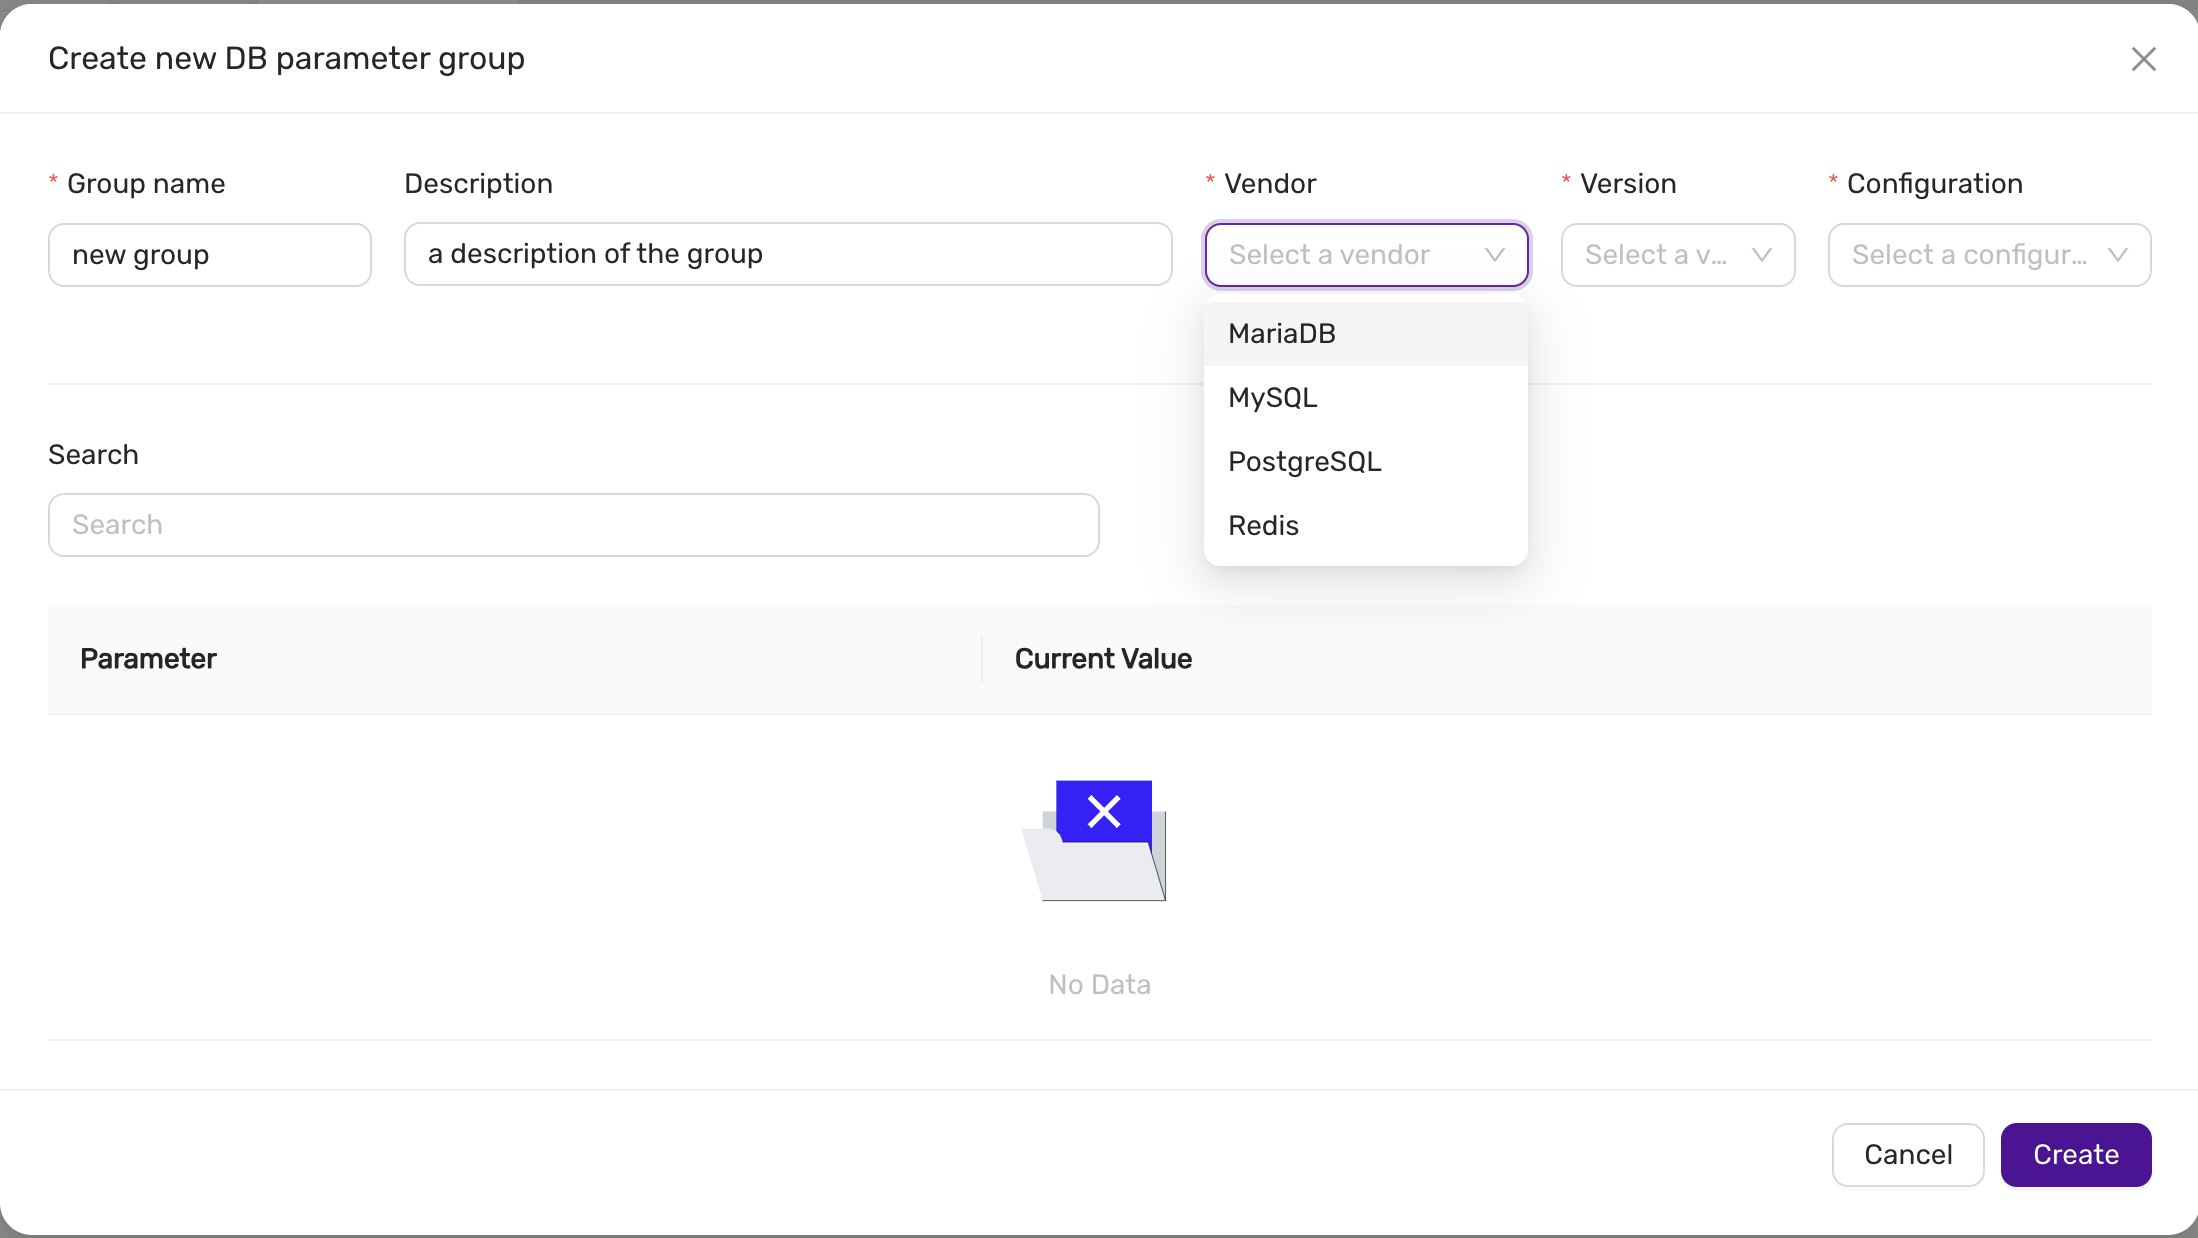 Create new DB parameter group
* Group name
Description
* Vendor
* Version
* Configuration
new group
a description of the group
Select a vendor
Select a v...
Select a configur...
MariaDB
MySQL
PostgreSQL
Redis
Search
Search
Parameter
Current Value
No Data
Cancel
Create